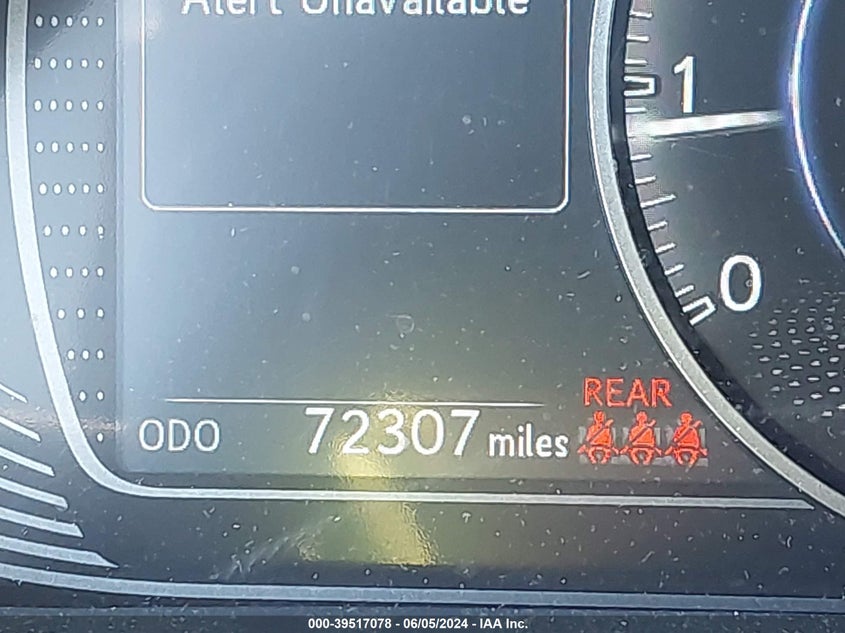 Alert Unavailable
1
0
REAR
ODO 72307 miles
000-39517078 - 06/05/2024 - IAA Inc.